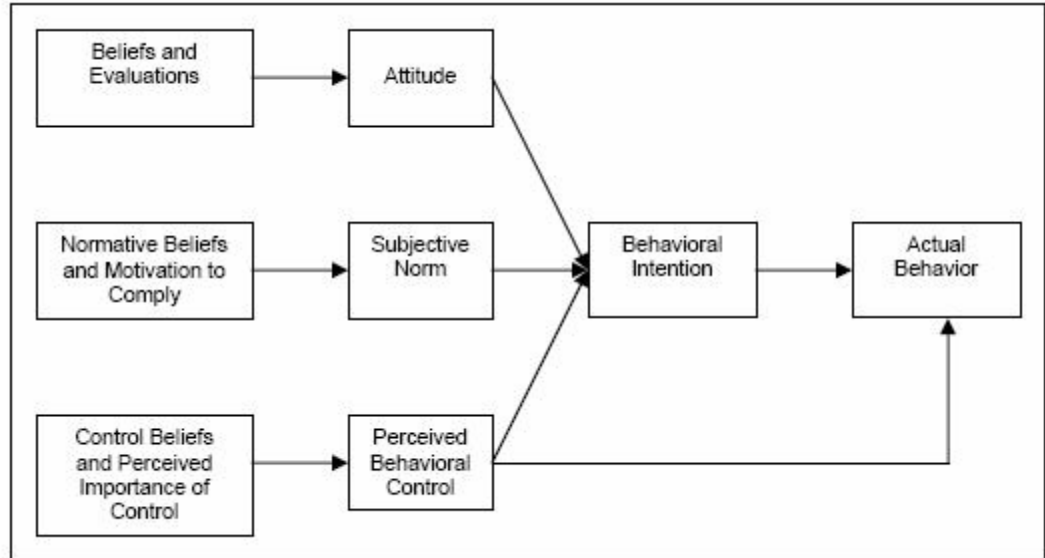 Beliefs and
Evaluations
Attitude
Normative Beliefs
and Motivation to
Comply
Subjective
Norm
Behavioral
Intention
Actual
Behavior
Control Beliefs
and Perceived
Importance of
Control
Perceived
Behavioral
Control